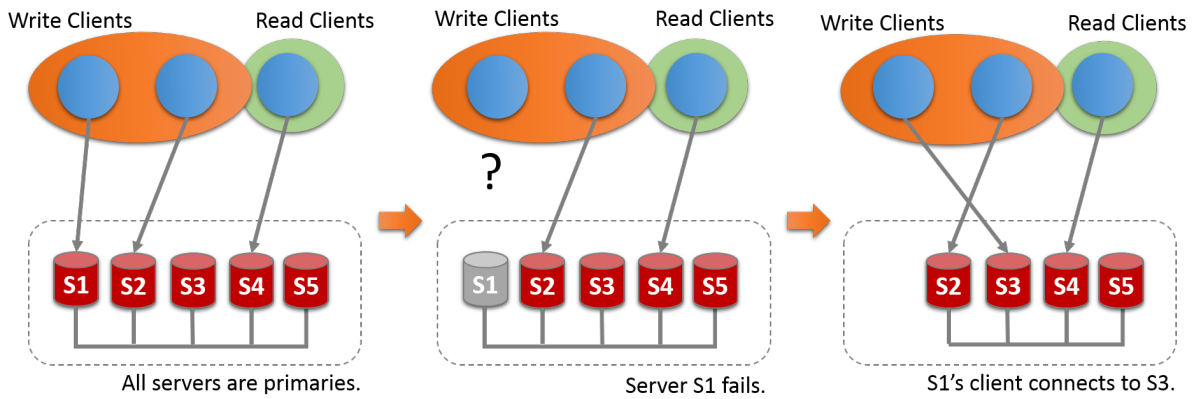 Write Clients
Read Clients
S1
S2
S3
S4
S5
All servers are primaries.
Write Clients
Read Clients
?
S1
S2
S3
S4
S5
Server S1 fails.
Write Clients
Read Clients
S2
S3
S4
S5
S1's client connects to S3.